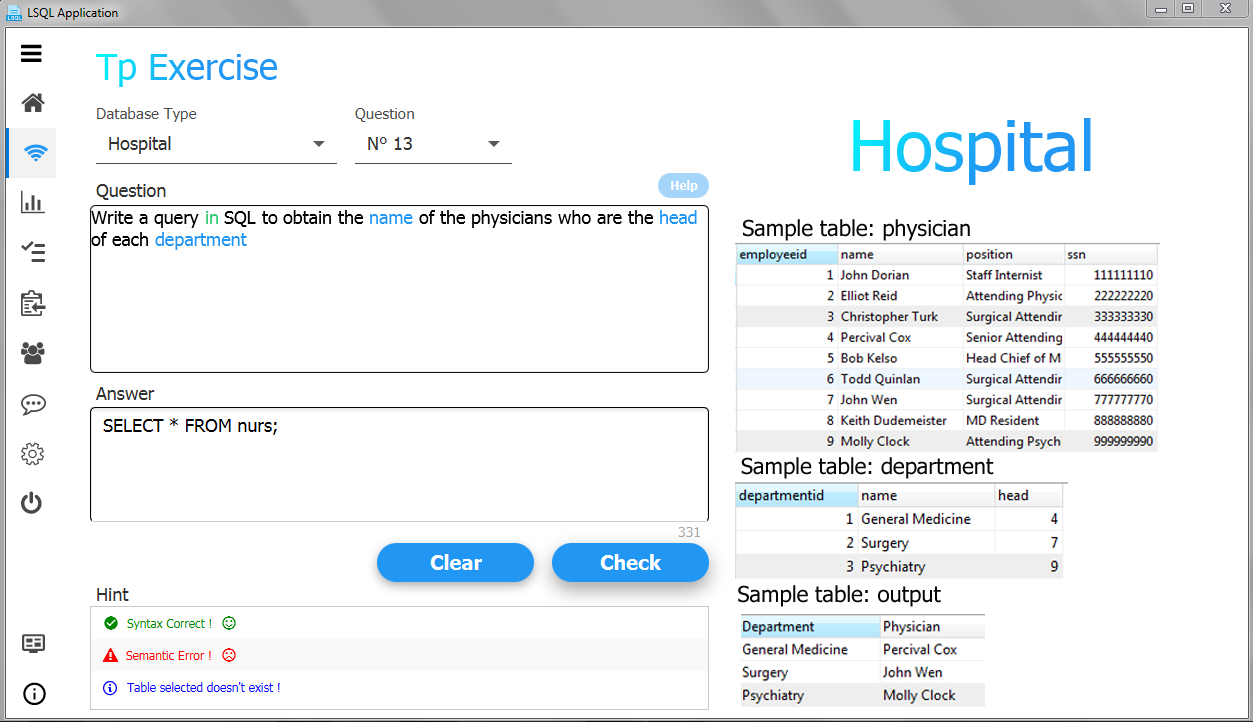 LSQL Application
Tp Exercise
Database Type
Question
Hospital
Nº 13
Question
Help
Write a query in SQL to obtain the name of the physicians who are the head
of each department
Answer
SELECT * FROM nurs;
331
Clear
Check
Hint
Syntax Correct !
Semantic Error !
Table selected doesn't exist !
Hospital
Sample table: physician
employeeid name position ssn
1 John Dorian Staff Internist 111111110
2 Elliot Reid Attending Physic 222222220
3 Christopher Turk Surgical Attendir 333333330
4 Percival Cox Senior Attending 444444440
5 Bob Kelso Head Chief of M 555555550
6 Todd Quinlan Surgical Attendir 666666660
7 John Wen Surgical Attendir 777777770
8 Keith Dudemeister MD Resident 888888880
9 Molly Clock Attending Psych 999999990
Sample table: department
departmentid name head
1 General Medicine 4
2 Surgery 7
3 Psychiatry 9
Sample table: output
Department Physician
General Medicine Percival Cox
Surgery John Wen
Psychiatry Molly Clock